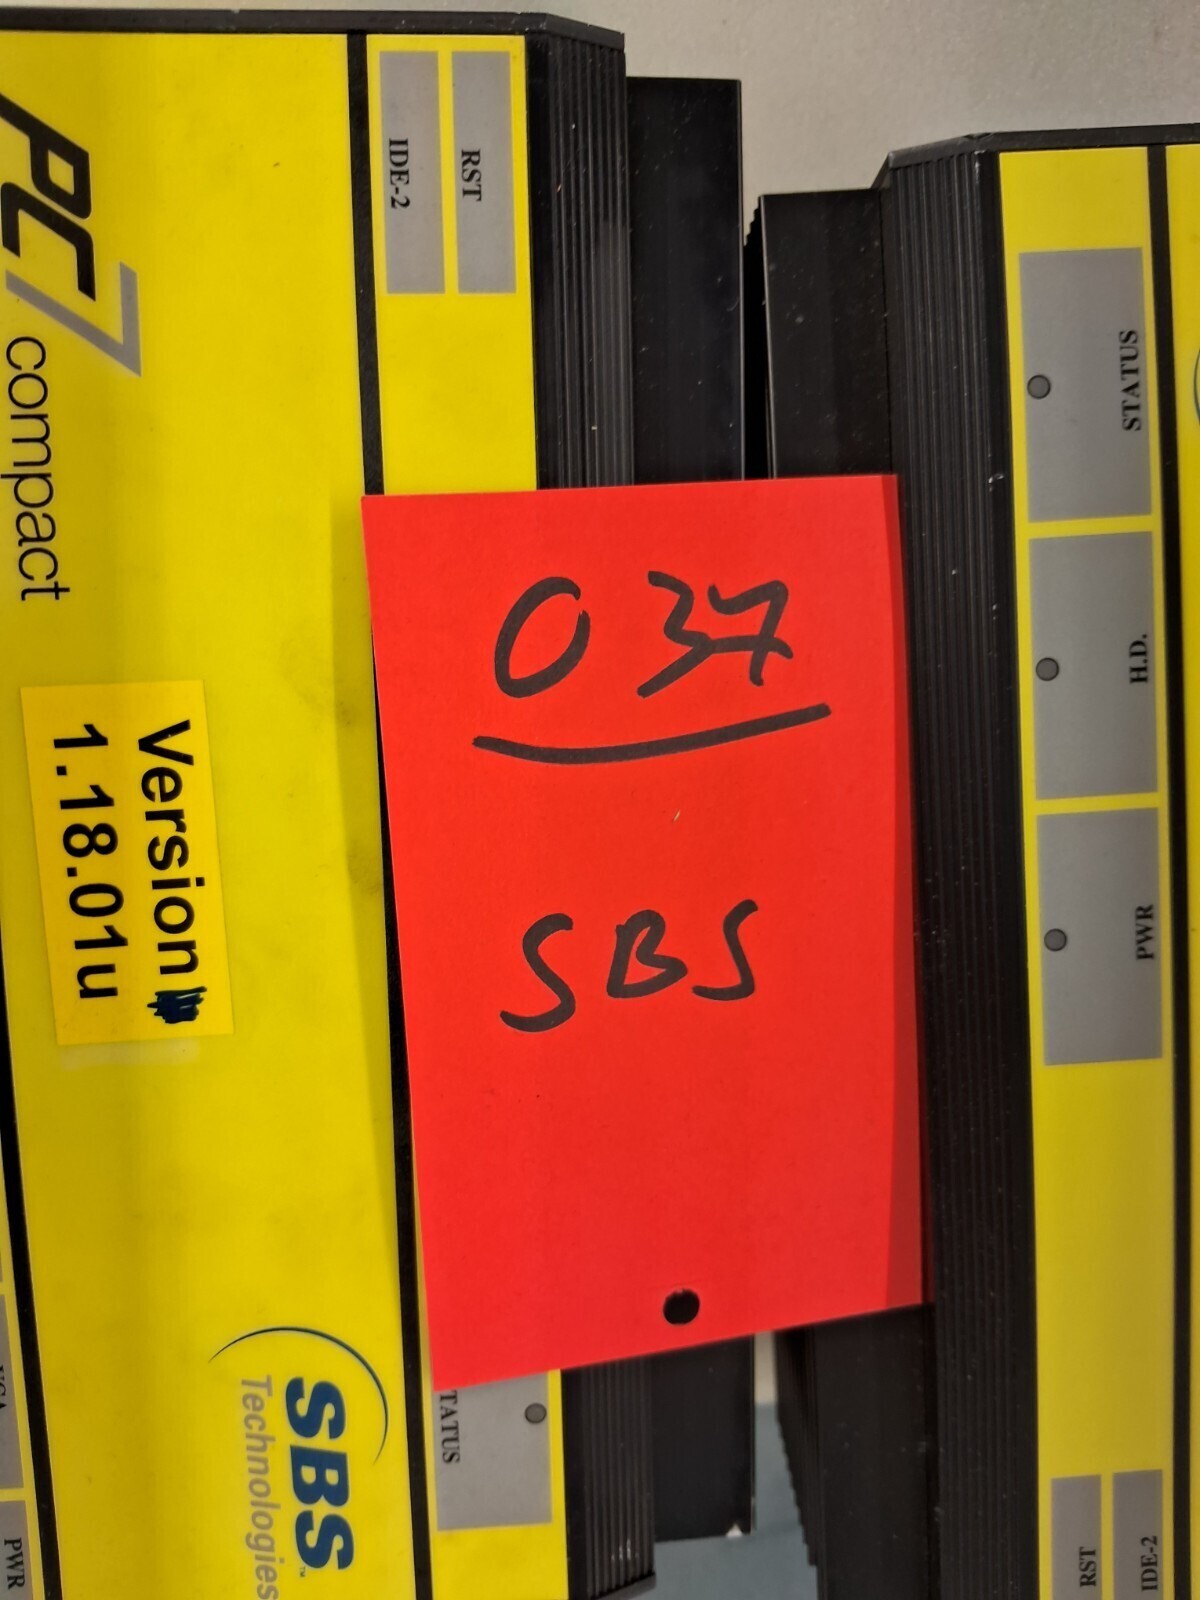 PC7
compact
IDE-2
RST
Version
1.18.01u
SBS
Technologies
037
SBS
TATUS
PWR
STATUS
H.D.
PWR
RST
IDE-2